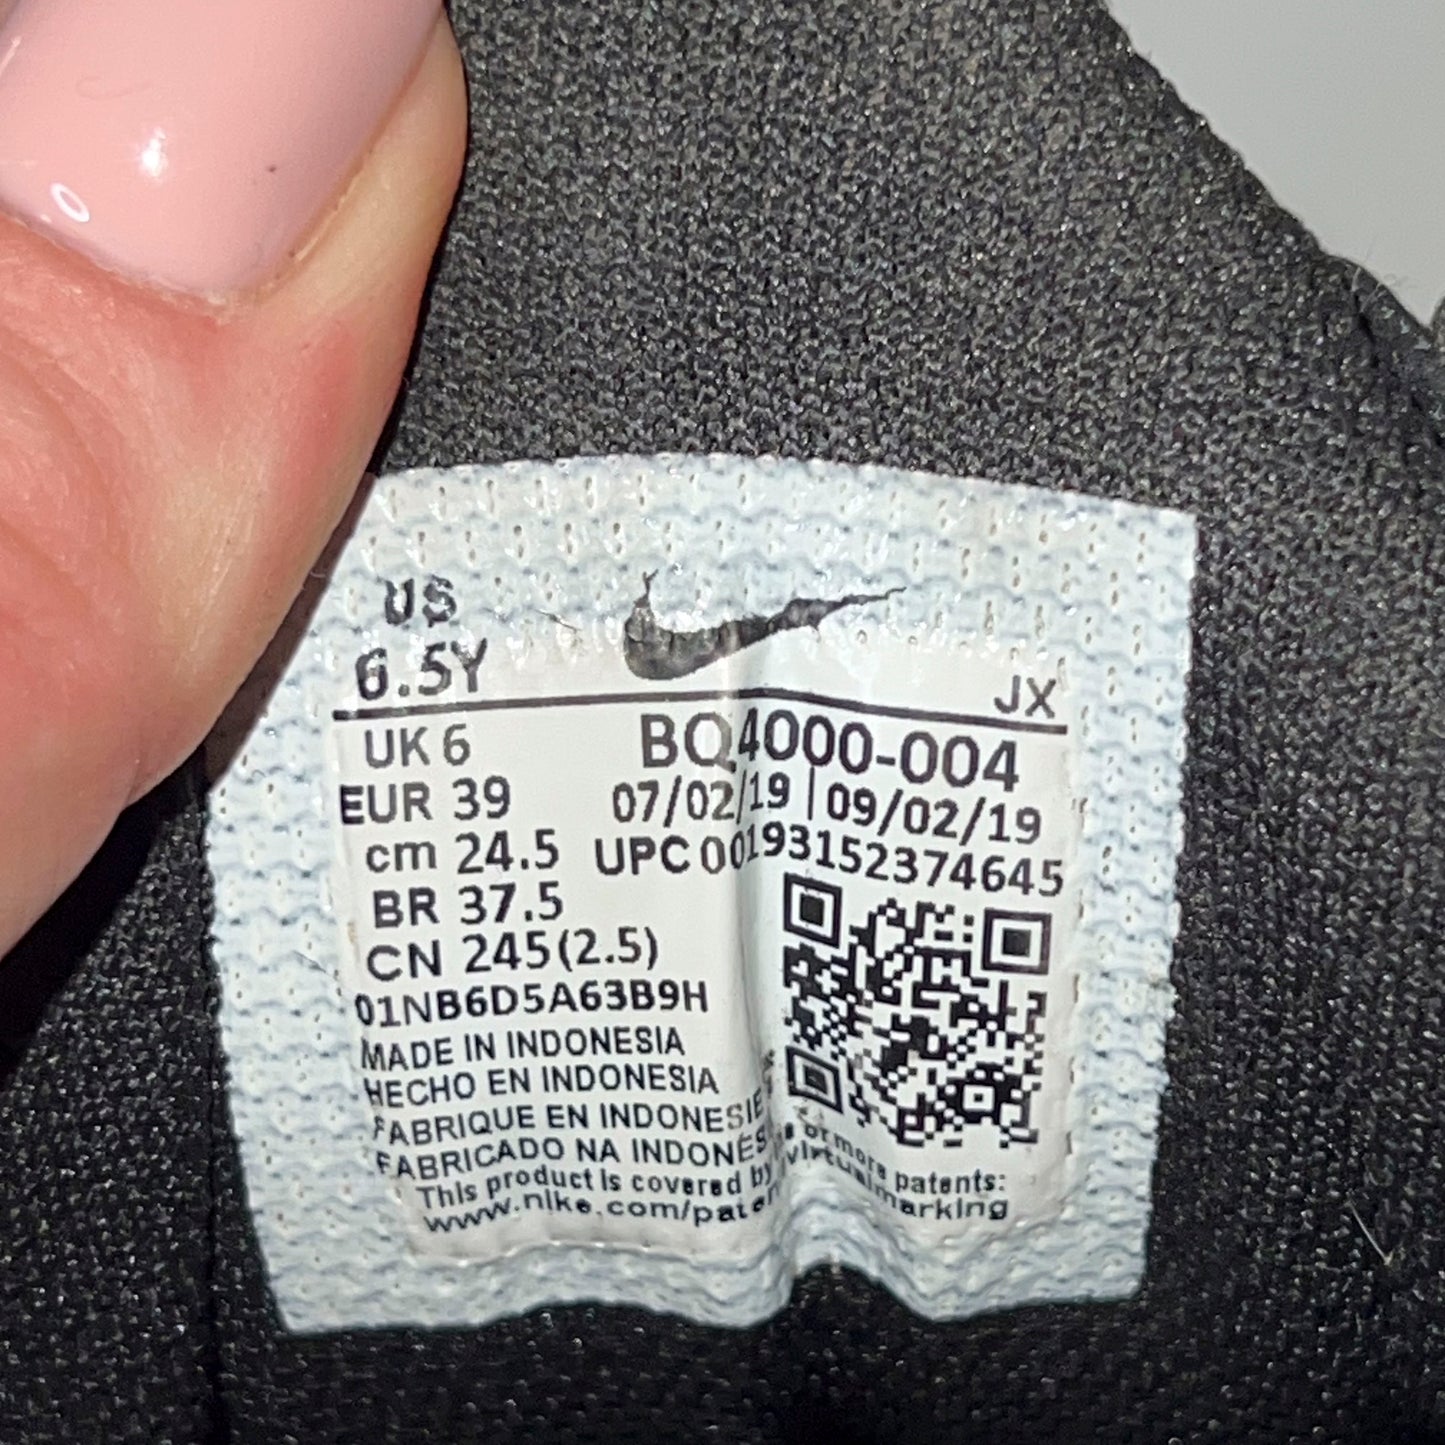 US
6.5Y
JX
UK 6
BQ4000-004
EUR 39
07/02/19 | 09/02/19
cm 24.5
UPC 00193152374645
BR 37.5
CN 245(2.5)
01NB6D5A63B9H
MADE IN INDONESIA
HECHO EN INDONESIA
FABRIQUE EN INDONESIE
FABRICADO NA INDONÉS
This product is covered by or more patents:
www.nike.com/paten virtualmarking